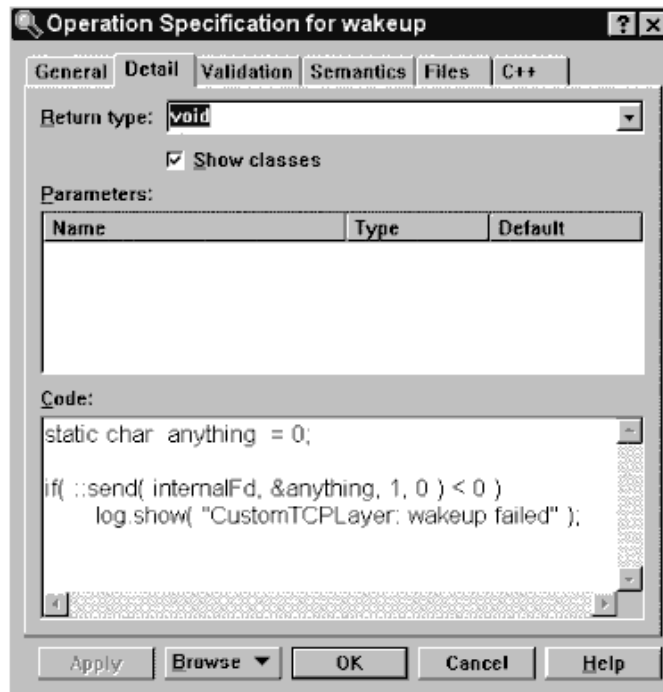 Operation Specification for wakeup
General Detail Validation Semantics Files C++
Return type: void
Show classes
Parameters:
Name Type Default
Code:
static char anything = 0;
if( ::send( internalFd, &anything, 1, 0 ) < 0 )
log.show( "CustomTCPLayer: wakeup failed" );
Apply Browse OK Cancel Help